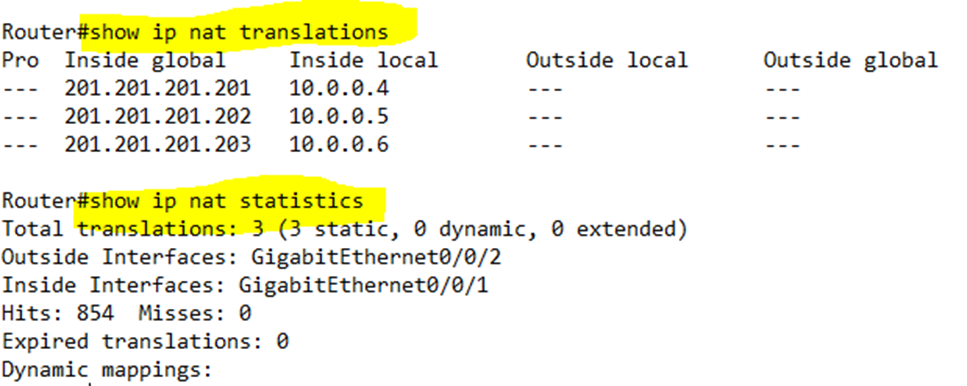 Router#show ip nat translations
Pro  Inside global     Inside local       Outside local      Outside global
---  201.201.201.201   10.0.0.4           ---                ---
---  201.201.201.202   10.0.0.5           ---                ---
---  201.201.201.203   10.0.0.6           ---                ---
Router#show ip nat statistics
Total translations: 3 (3 static, 0 dynamic, 0 extended)
Outside Interfaces: GigabitEthernet0/0/2
Inside Interfaces: GigabitEthernet0/0/1
Hits: 854  Misses: 0
Expired translations: 0
Dynamic mappings: